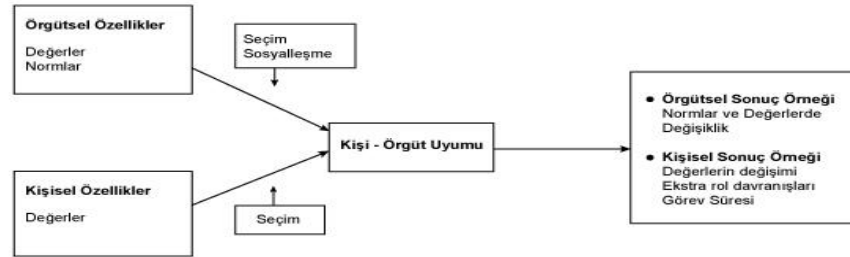 Örgütsel Özellikler
Değerler
Normlar
Seçim
Sosyalleşme
Kişi - Örgüt Uyumu
Kişisel Özellikler
Değerler
Seçim
● Örgütsel Sonuç Örneği
Normlar ve Değerlerde
Değişiklik
● Kişisel Sonuç Örneği
Değerlerin değişimi
Ekstra rol davranışları
Görev Süresi